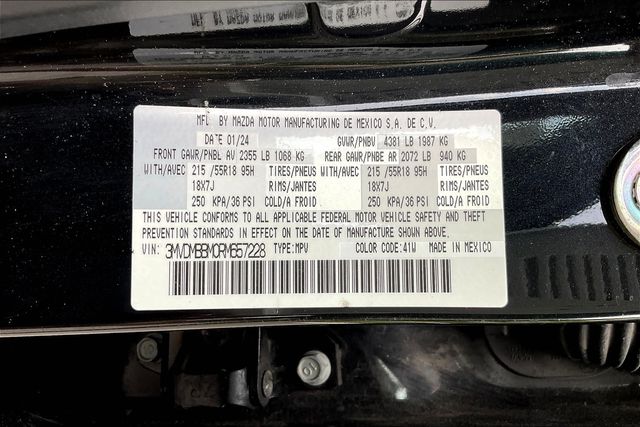 MFL BY MAZDA MOTOR MANUFACTURING DE MEXICO S.A. DE C.V.
DATE 01/24 GVWR/PNBV 4381 LB 1987 KG
FRONT GAWR/PNBL AV 2355 LB 1068 KG REAR GAWR/PNBE AR 2072 LB 940 KG
WITH/AVEC 215 /55R18 95H TIRES/PNEUS WITH/AVEC 215 /55R18 95H TIRES/PNEUS
18X7J RIMS/JANTES 18X7J RIMS/JANTES
250 KPA/36 PSI COLD/A FROID 250 KPA/36 PSI COLD/A FROID
THIS VEHICLE CONFORMS TO ALL APPLICABLE FEDERAL MOTOR VEHICLE SAFETY AND THEFT
PREVENTION STANDARDS IN EFFECT ON THE DATE OF MANUFACTURE SHOWN ABOVE.
VIN: 3MVDMBBM0RM657228 TYPE:MPV COLOR CODE:41W MADE IN MEXICO